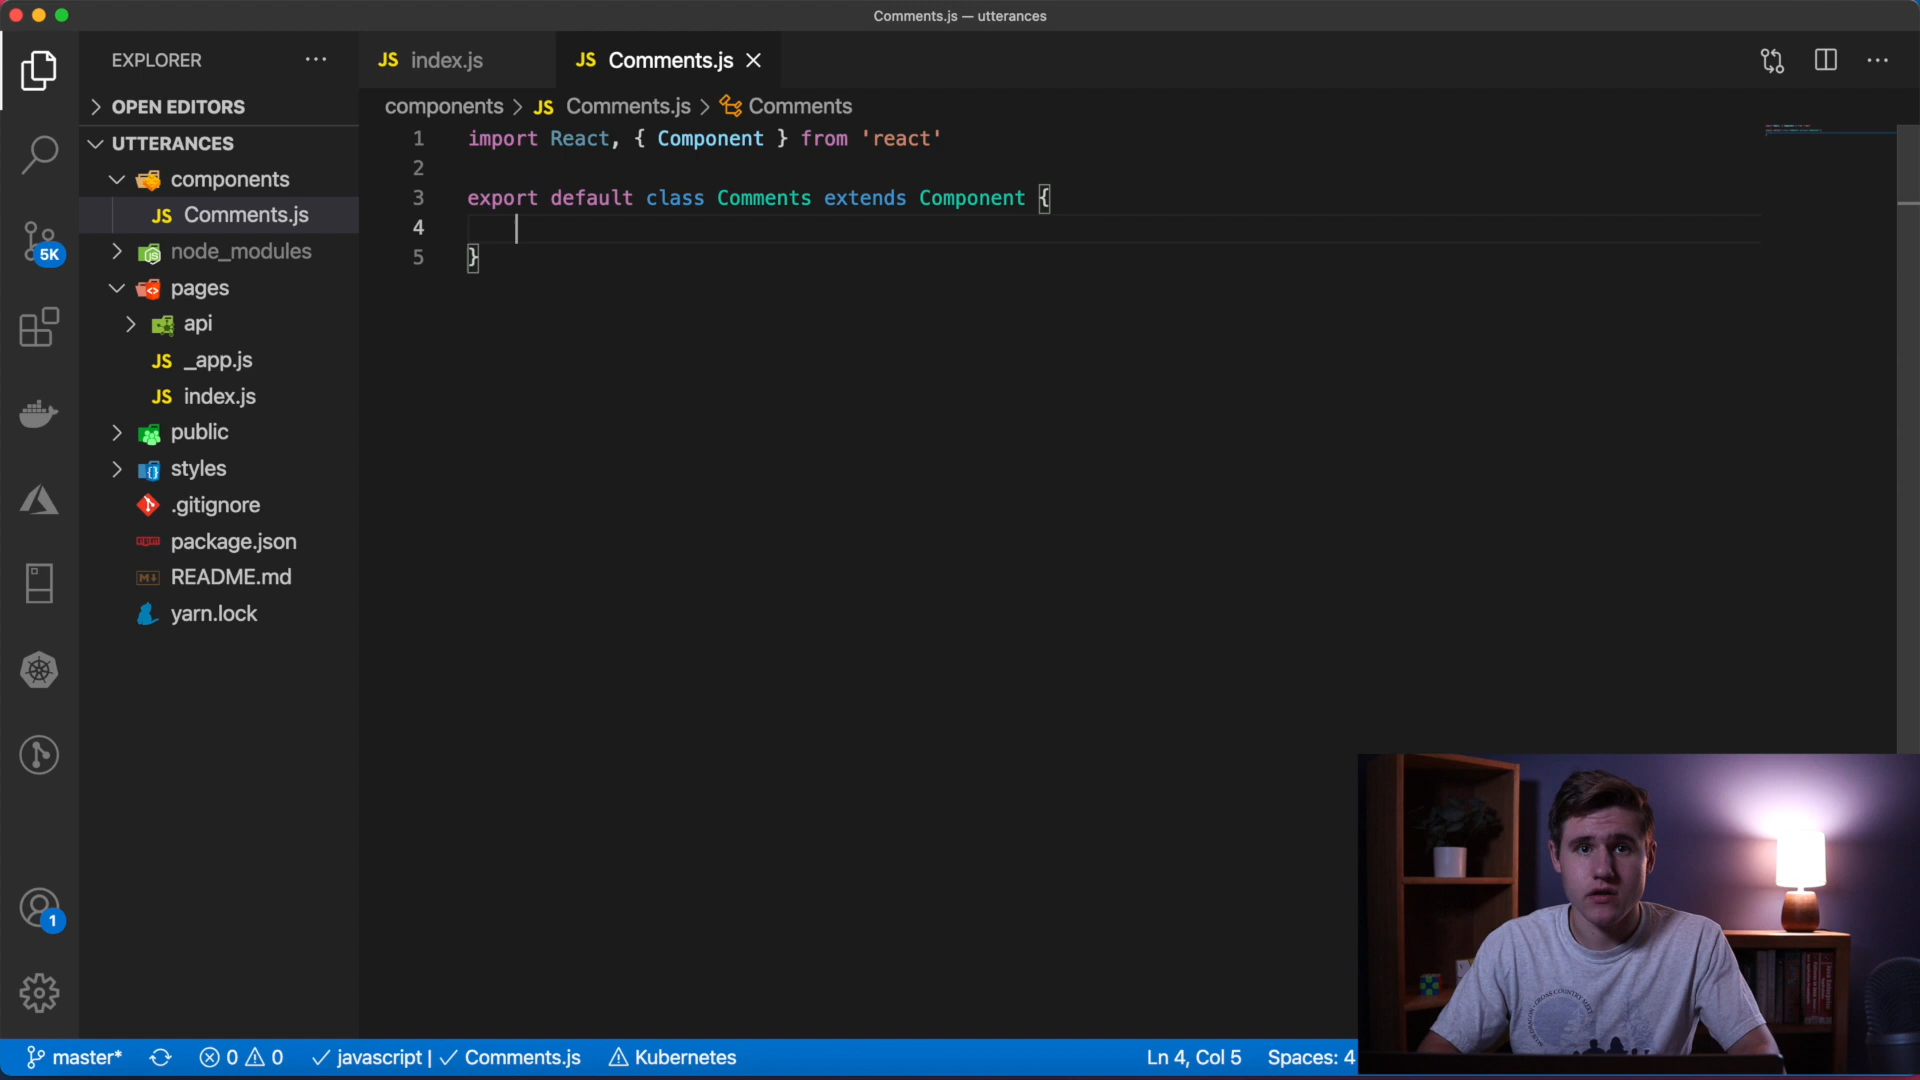 Comments.js — utterances
EXPLORER
JS index.js
JS Comments.js
OPEN EDITORS
components > JS Comments.js > Comments
UTTERANCES
components
JS Comments.js
node_modules
pages
api
JS _app.js
JS index.js
public
styles
.gitignore
package.json
README.md
yarn.lock
5K
1
1 import React, { Component } from 'react'
2
3 export default class Comments extends Component {
4
5 }
CROSS COUNTRY MEET
master* 0 0 javascript | Comments.js Kubernetes Ln 4, Col 5 Spaces: 4